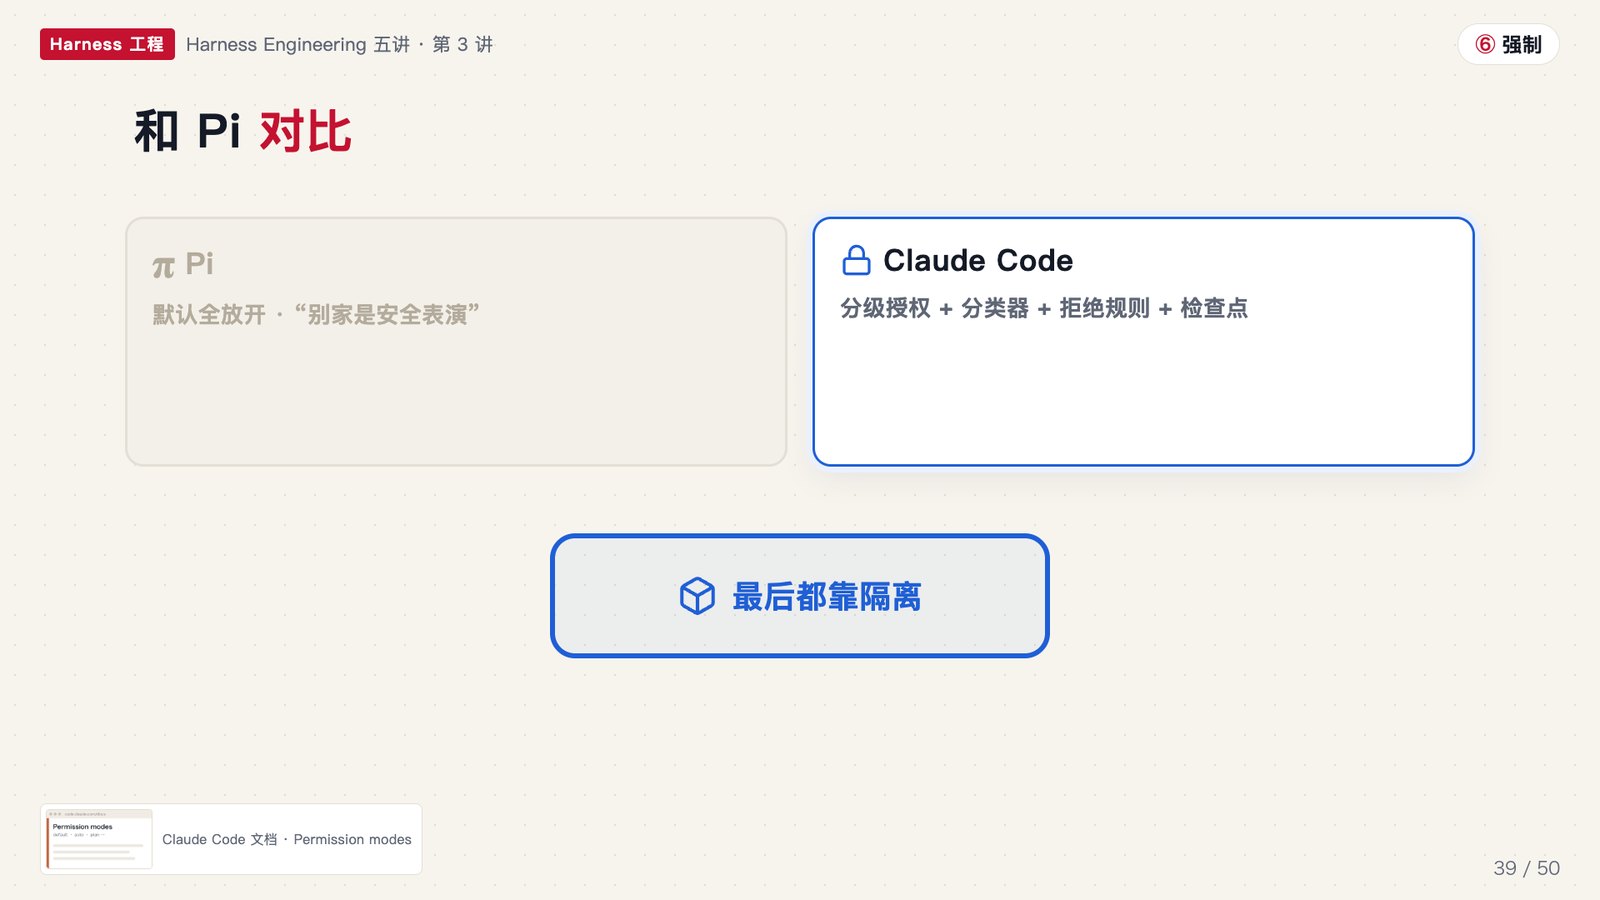 Harness 工程 Harness Engineering 五讲 · 第 3 讲
⑥ 强制
和 Pi 对比
π Pi
默认全放开 · “别家是安全表演”
Claude Code
分级授权 + 分类器 + 拒绝规则 + 检查点
最后都靠隔离
Permission modes
Claude Code 文档 · Permission modes
39 / 50